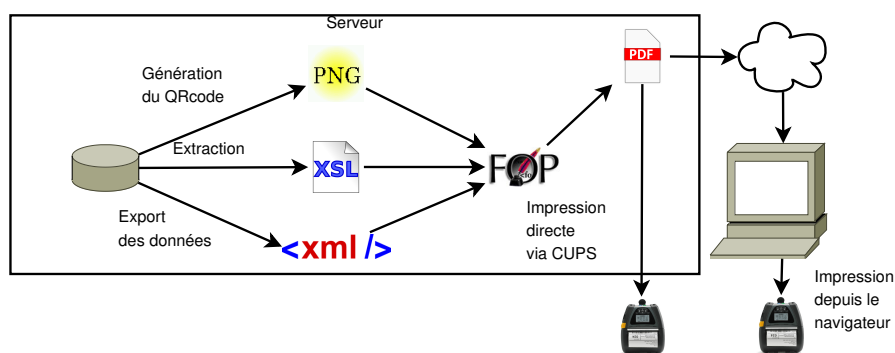 Serveur
PDF
PNG
Génération
du QRcode
Extraction
XSL
FOP
Export
des données
<xml />
Impression
directe
via CUPS
Impression
depuis le
navigateur